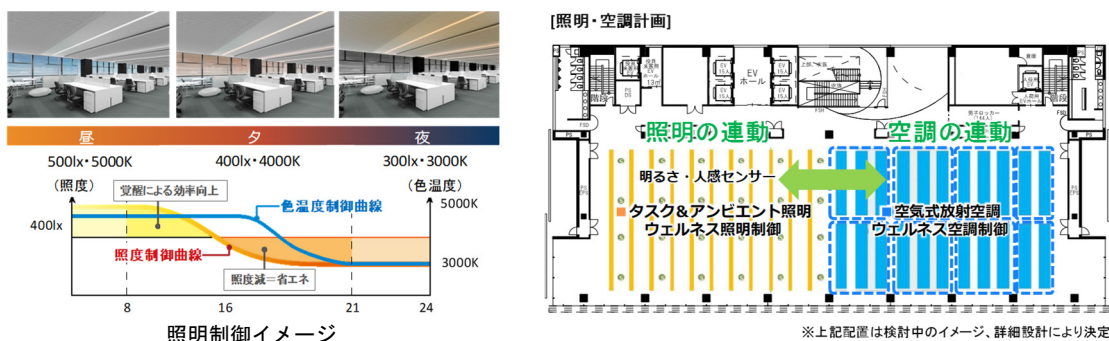 昼
夕
夜
500lx・5000K
400lx・4000K
300lx・3000K
(照度)
(色温度)
覚醒による効率向上
5000K
色温度制御曲線
400lx
照度制御曲線
照度減=省エネ
3000K
8
16
21
24
照明制御イメージ
[照明・空調計画]
EV
ホール
階段
階段
照明の連動
空調の連動
明るさ・人感センサー
タスク&アンビエント照明
ウェルネス照明制御
空気式放射空調
ウェルネス空調制御
※上記配置は検討中のイメージ、詳細設計により決定